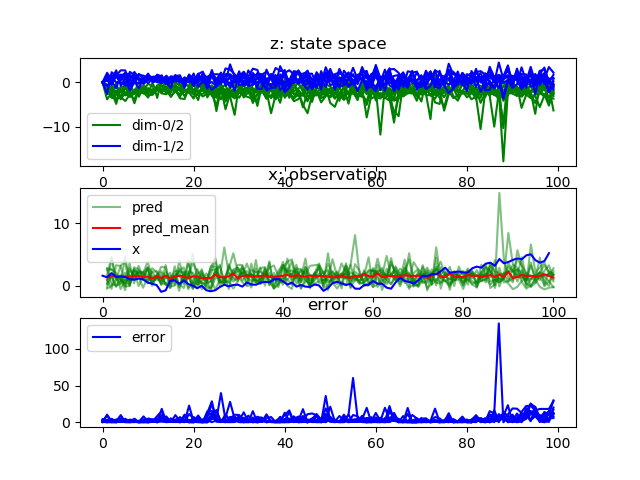 z: state space
0
−10
dim-0/2
dim-1/2
0 20 40 60 80 100
x: observation
10
0
pred
pred_mean
x
0 20 40 60 80 100
error
100
50
0
error
0 20 40 60 80 100